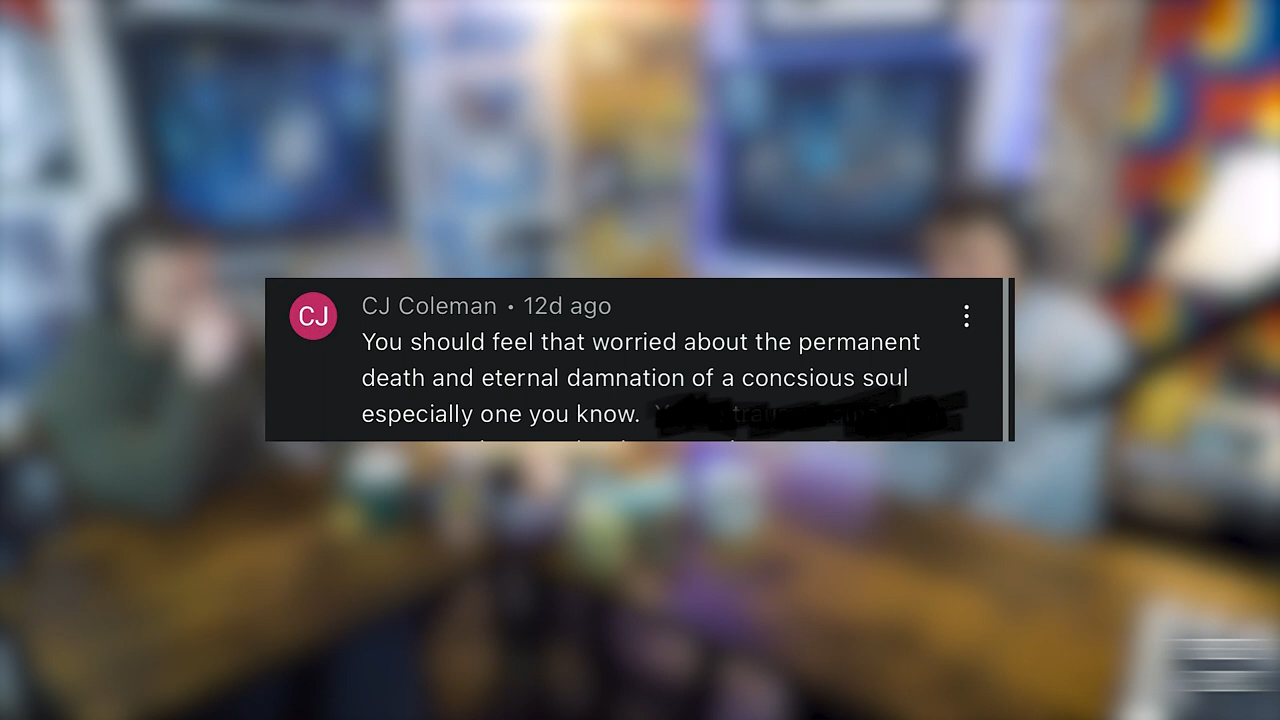 CJ
CJ Coleman • 12d ago
You should feel that worried about the permanent
death and eternal damnation of a concsious soul
especially one you know.